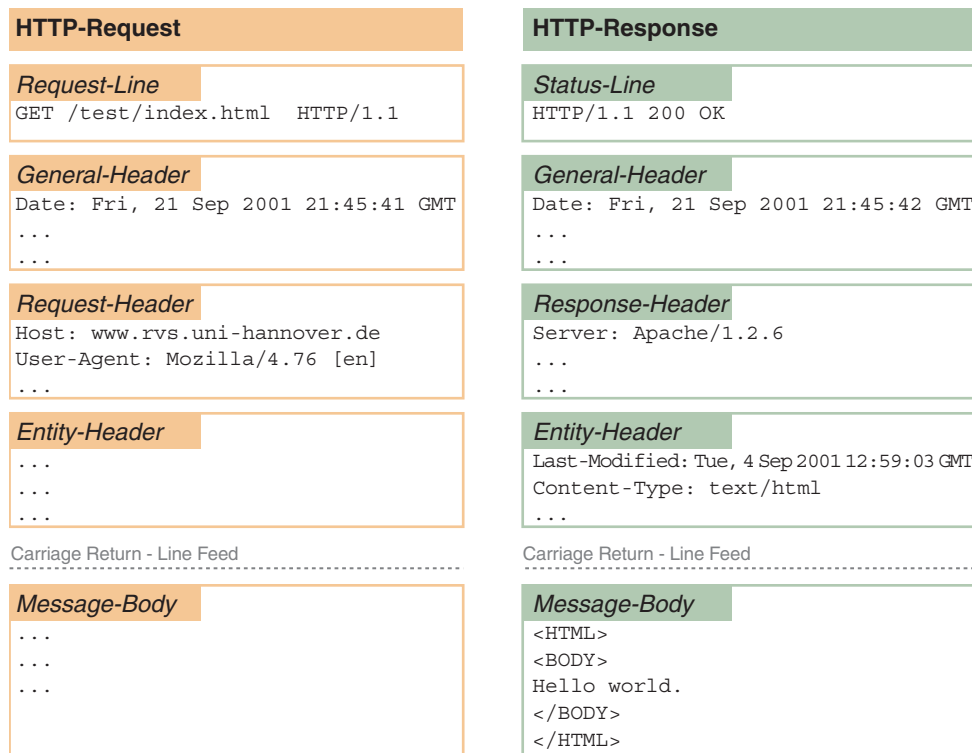 HTTP-Request
Request-Line
GET /test/index.html  HTTP/1.1
General-Header
Date: Fri, 21 Sep 2001 21:45:41 GMT
...
...
Request-Header
Host: www.rvs.uni-hannover.de
User-Agent: Mozilla/4.76 [en]
...
Entity-Header
...
...
...
Carriage Return - Line Feed
Message-Body
...
...
...
HTTP-Response
Status-Line
HTTP/1.1 200 OK
General-Header
Date: Fri, 21 Sep 2001 21:45:42 GMT
...
...
Response-Header
Server: Apache/1.2.6
...
...
Entity-Header
Last-Modified: Tue, 4 Sep 2001 12:59:03 GMT
Content-Type: text/html
...
Carriage Return - Line Feed
Message-Body
<HTML>
<BODY>
Hello world.
</BODY>
</HTML>